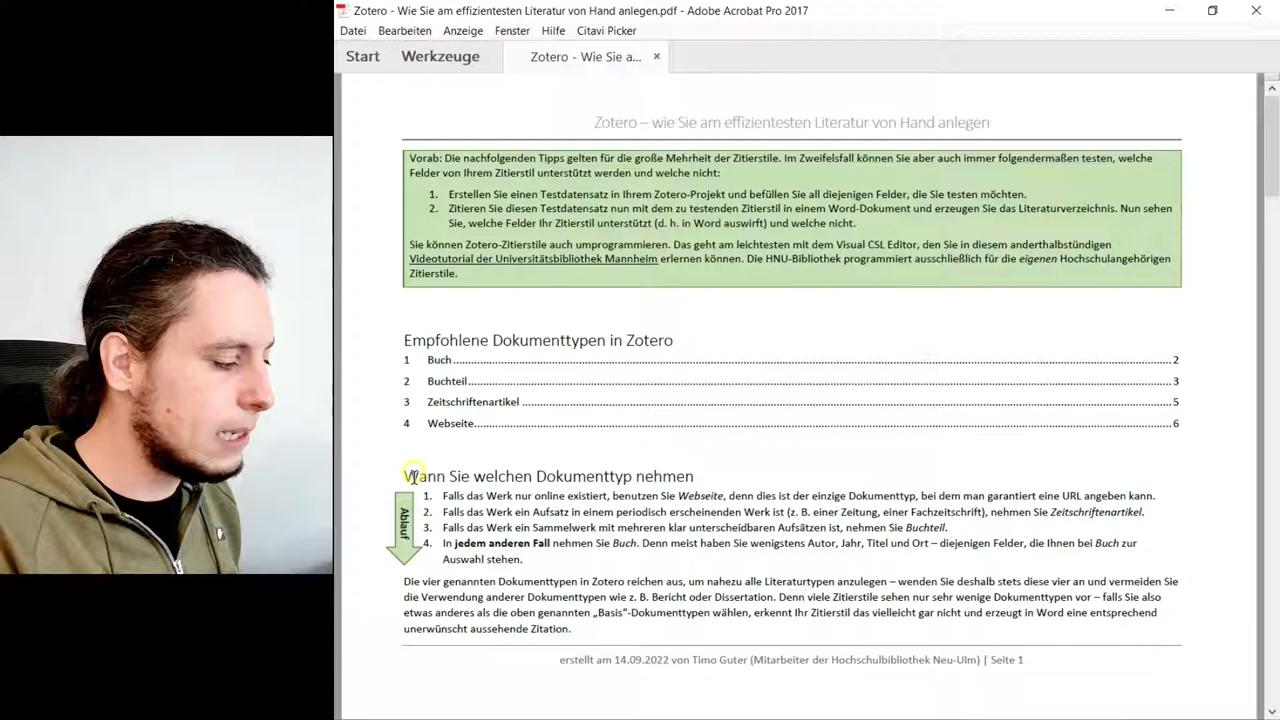 Zotero - Wie Sie am effizientesten Literatur von Hand anlegen.pdf - Adobe Acrobat Pro 2017
Datei Bearbeiten Anzeige Fenster Hilfe Citavi Picker
Start Werkzeuge Zotero - Wie Sie a... ×
Zotero – wie Sie am effizientesten Literatur von Hand anlegen
Vorab: Die nachfolgenden Tipps gelten für die große Mehrheit der Zitierstile. Im Zweifelsfall können Sie aber auch immer folgendermaßen testen, welche
Felder von Ihrem Zitierstil unterstützt werden und welche nicht:
1. Erstellen Sie einen Testdatensatz in Ihrem Zotero-Projekt und befüllen Sie all diejenigen Felder, die Sie testen möchten.
2. Zitieren Sie diesen Testdatensatz nun mit dem zu testenden Zitierstil in einem Word-Dokument und erzeugen Sie das Literaturverzeichnis. Nun sehen
Sie, welche Felder Ihr Zitierstil unterstützt (d. h. in Word auswirft) und welche nicht.
Sie können Zotero-Zitierstile auch umprogrammieren. Das geht am leichtesten mit dem Visual CSL Editor, den Sie in diesem anderthalbstündigen
Videotutorial der Universitätsbibliothek Mannheim erlernen können. Die HNU-Bibliothek programmiert ausschließlich für die eigenen Hochschulangehörigen
Zitierstile.
Empfohlene Dokumenttypen in Zotero
1 Buch 2
2 Buchteil 3
3 Zeitschriftenartikel 5
4 Webseite 6
Wann Sie welchen Dokumenttyp nehmen
Ablauf
1. Falls das Werk nur online existiert, benutzen Sie Webseite, denn dies ist der einzige Dokumenttyp, bei dem man garantiert eine URL angeben kann.
2. Falls das Werk ein Aufsatz in einem periodisch erscheinenden Werk ist (z. B. einer Zeitung, einer Fachzeitschrift), nehmen Sie Zeitschriftenartikel.
3. Falls das Werk ein Sammelwerk mit mehreren klar unterscheidbaren Aufsätzen ist, nehmen Sie Buchteil.
4. In jedem anderen Fall nehmen Sie Buch. Denn meist haben Sie wenigstens Autor, Jahr, Titel und Ort – diejenigen Felder, die Ihnen bei Buch zur
Auswahl stehen.
Die vier genannten Dokumenttypen in Zotero reichen aus, um nahezu alle Literaturtypen anzulegen – wenden Sie deshalb stets diese vier an und vermeiden Sie
die Verwendung anderer Dokumenttypen wie z. B. Bericht oder Dissertation. Denn viele Zitierstile sehen nur sehr wenige Dokumenttypen vor – falls Sie also
etwas anderes als die oben genannten „Basis“-Dokumenttypen wählen, erkennt Ihr Zitierstil das vielleicht gar nicht und erzeugt in Word eine entsprechend
unerwünscht aussehende Zitation.
erstellt am 14.09.2022 von Timo Guter (Mitarbeiter der Hochschulbibliothek Neu-Ulm) | Seite 1